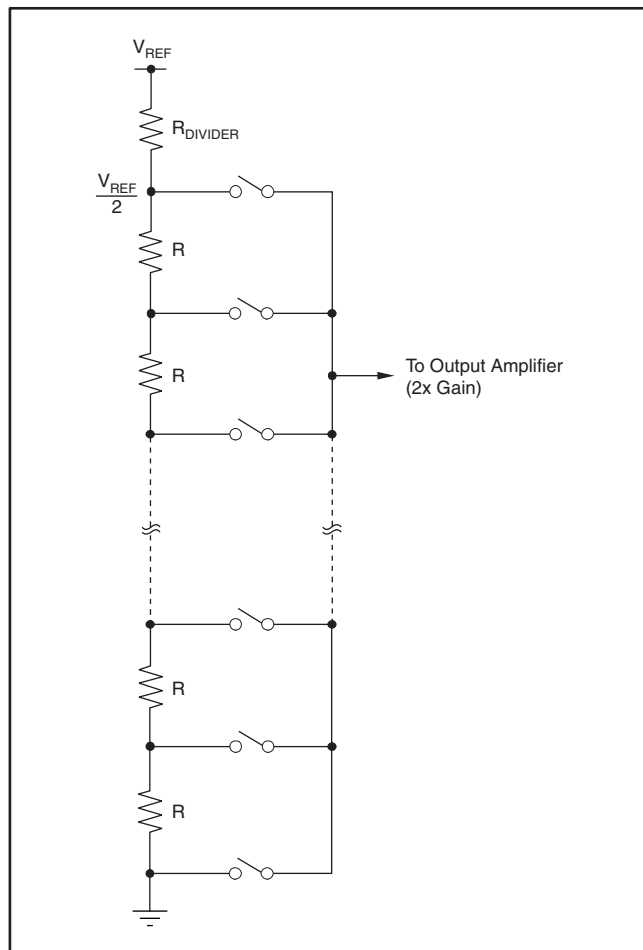 V_REF
R_DIVIDER
V_REF
2
R
R
To Output Amplifier
(2x Gain)
R
R